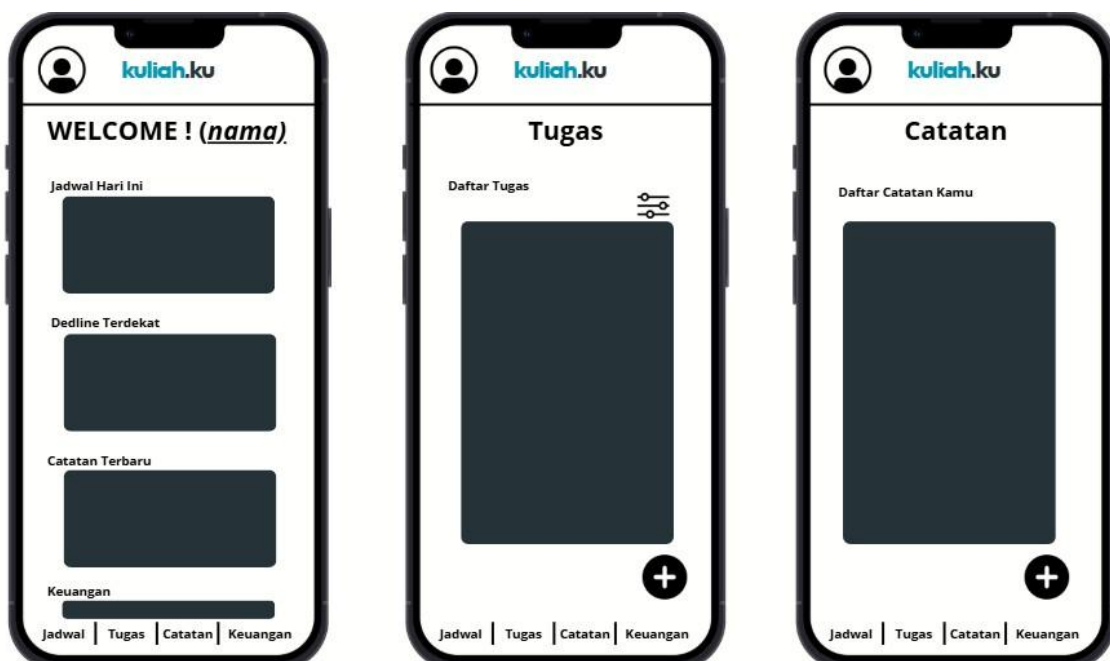 kuliah.ku
WELCOME ! (nama)
Jadwal Hari Ini
Dedline Terdekat
Catatan Terbaru
Keuangan
Jadwal | Tugas | Catatan | Keuangan
kuliah.ku
Tugas
Daftar Tugas
Jadwal | Tugas | Catatan | Keuangan
kuliah.ku
Catatan
Daftar Catatan Kamu
Jadwal | Tugas | Catatan | Keuangan